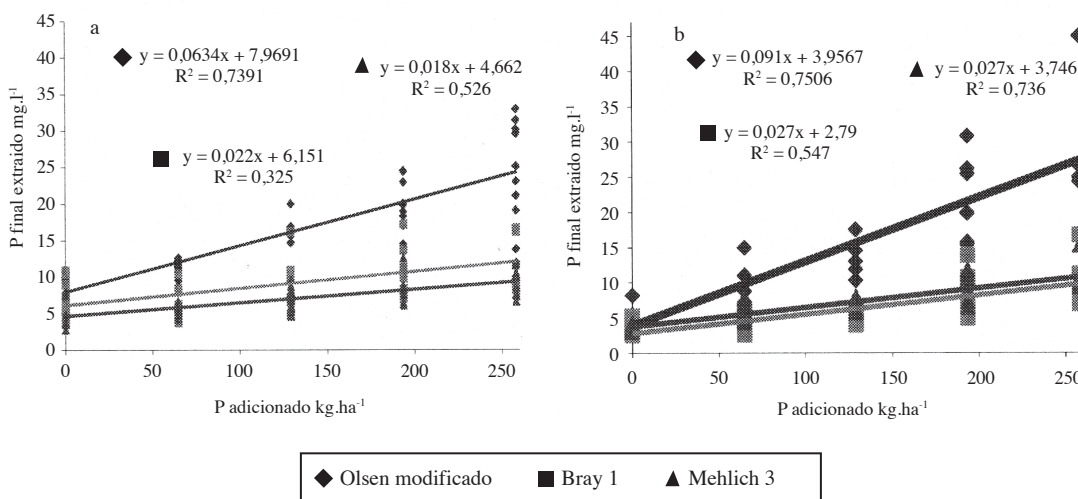 a
y = 0,0634x + 7,9691
R² = 0,7391
y = 0,018x + 4,662
R² = 0,526
y = 0,022x + 6,151
R² = 0,325
P final extraido mg.l⁻¹
45
40
35
30
25
20
15
10
5
0
0 50 100 150 200 250
P adicionado kg.ha⁻¹
b
y = 0,091x + 3,9567
R² = 0,7506
y = 0,027x + 3,746
R² = 0,736
y = 0,027x + 2,79
R² = 0,547
P final extraido mg.l⁻¹
45
40
35
30
25
20
15
10
5
0
0 50 100 150 200 250
P adicionado kg.ha⁻¹
Olsen modificado Bray 1 Mehlich 3